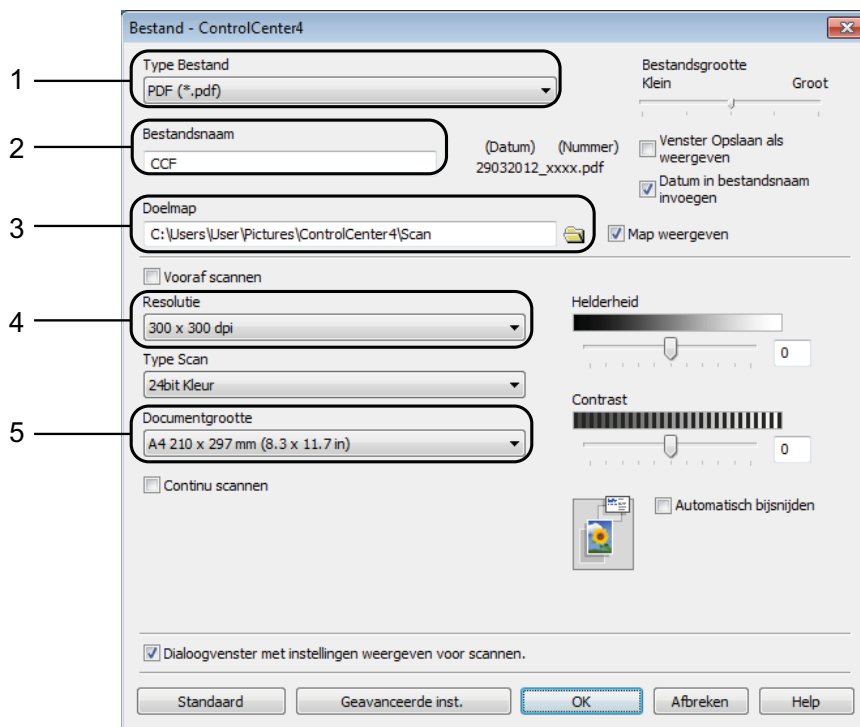 Bestand - ControlCenter4
1
Type Bestand
PDF (*.pdf)
Bestandsgrootte
Klein Groot
2
Bestandsnaam
CCF
(Datum) (Nummer)
29032012_xxxx.pdf
Venster Opslaan als
weergeven
Datum in bestandsnaam
invoegen
3
Doelmap
C:\Users\User\Pictures\ControlCenter4\Scan
Map weergeven
Vooraf scannen
4
Resolutie
300 x 300 dpi
Helderheid
0
Type Scan
24bit Kleur
Contrast
0
5
Documentgrootte
A4 210 x 297 mm (8.3 x 11.7 in)
Continu scannen
Automatisch bijsnijden
Dialoogvenster met instellingen weergeven voor scannen.
Standaard Geavanceerde inst. OK Afbreken Help